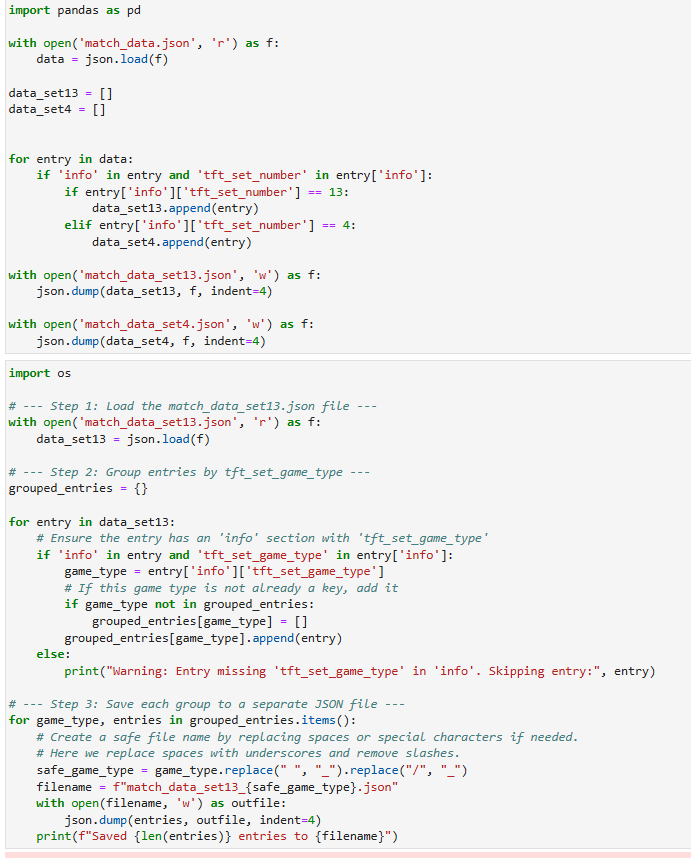 import pandas as pd

with open('match_data.json', 'r') as f:
    data = json.load(f)

data_set13 = []
data_set4 = []


for entry in data:
    if 'info' in entry and 'tft_set_number' in entry['info']:
        if entry['info']['tft_set_number'] == 13:
            data_set13.append(entry)
        elif entry['info']['tft_set_number'] == 4:
            data_set4.append(entry)

with open('match_data_set13.json', 'w') as f:
    json.dump(data_set13, f, indent=4)

with open('match_data_set4.json', 'w') as f:
    json.dump(data_set4, f, indent=4)

import os

# --- Step 1: Load the match_data_set13.json file ---
with open('match_data_set13.json', 'r') as f:
    data_set13 = json.load(f)

# --- Step 2: Group entries by tft_set_game_type ---
grouped_entries = {}

for entry in data_set13:
    # Ensure the entry has an 'info' section with 'tft_set_game_type'
    if 'info' in entry and 'tft_set_game_type' in entry['info']:
        game_type = entry['info']['tft_set_game_type']
        # If this game type is not already a key, add it
        if game_type not in grouped_entries:
            grouped_entries[game_type] = []
        grouped_entries[game_type].append(entry)
    else:
        print("Warning: Entry missing 'tft_set_game_type' in 'info'. Skipping entry:", entry)

# --- Step 3: Save each group to a separate JSON file ---
for game_type, entries in grouped_entries.items():
    # Create a safe file name by replacing spaces or special characters if needed.
    # Here we replace spaces with underscores and remove slashes.
    safe_game_type = game_type.replace(" ", "_").replace("/", "_")
    filename = f"match_data_set13_{safe_game_type}.json"
    with open(filename, 'w') as outfile:
        json.dump(entries, outfile, indent=4)
    print(f"Saved {len(entries)} entries to {filename}")